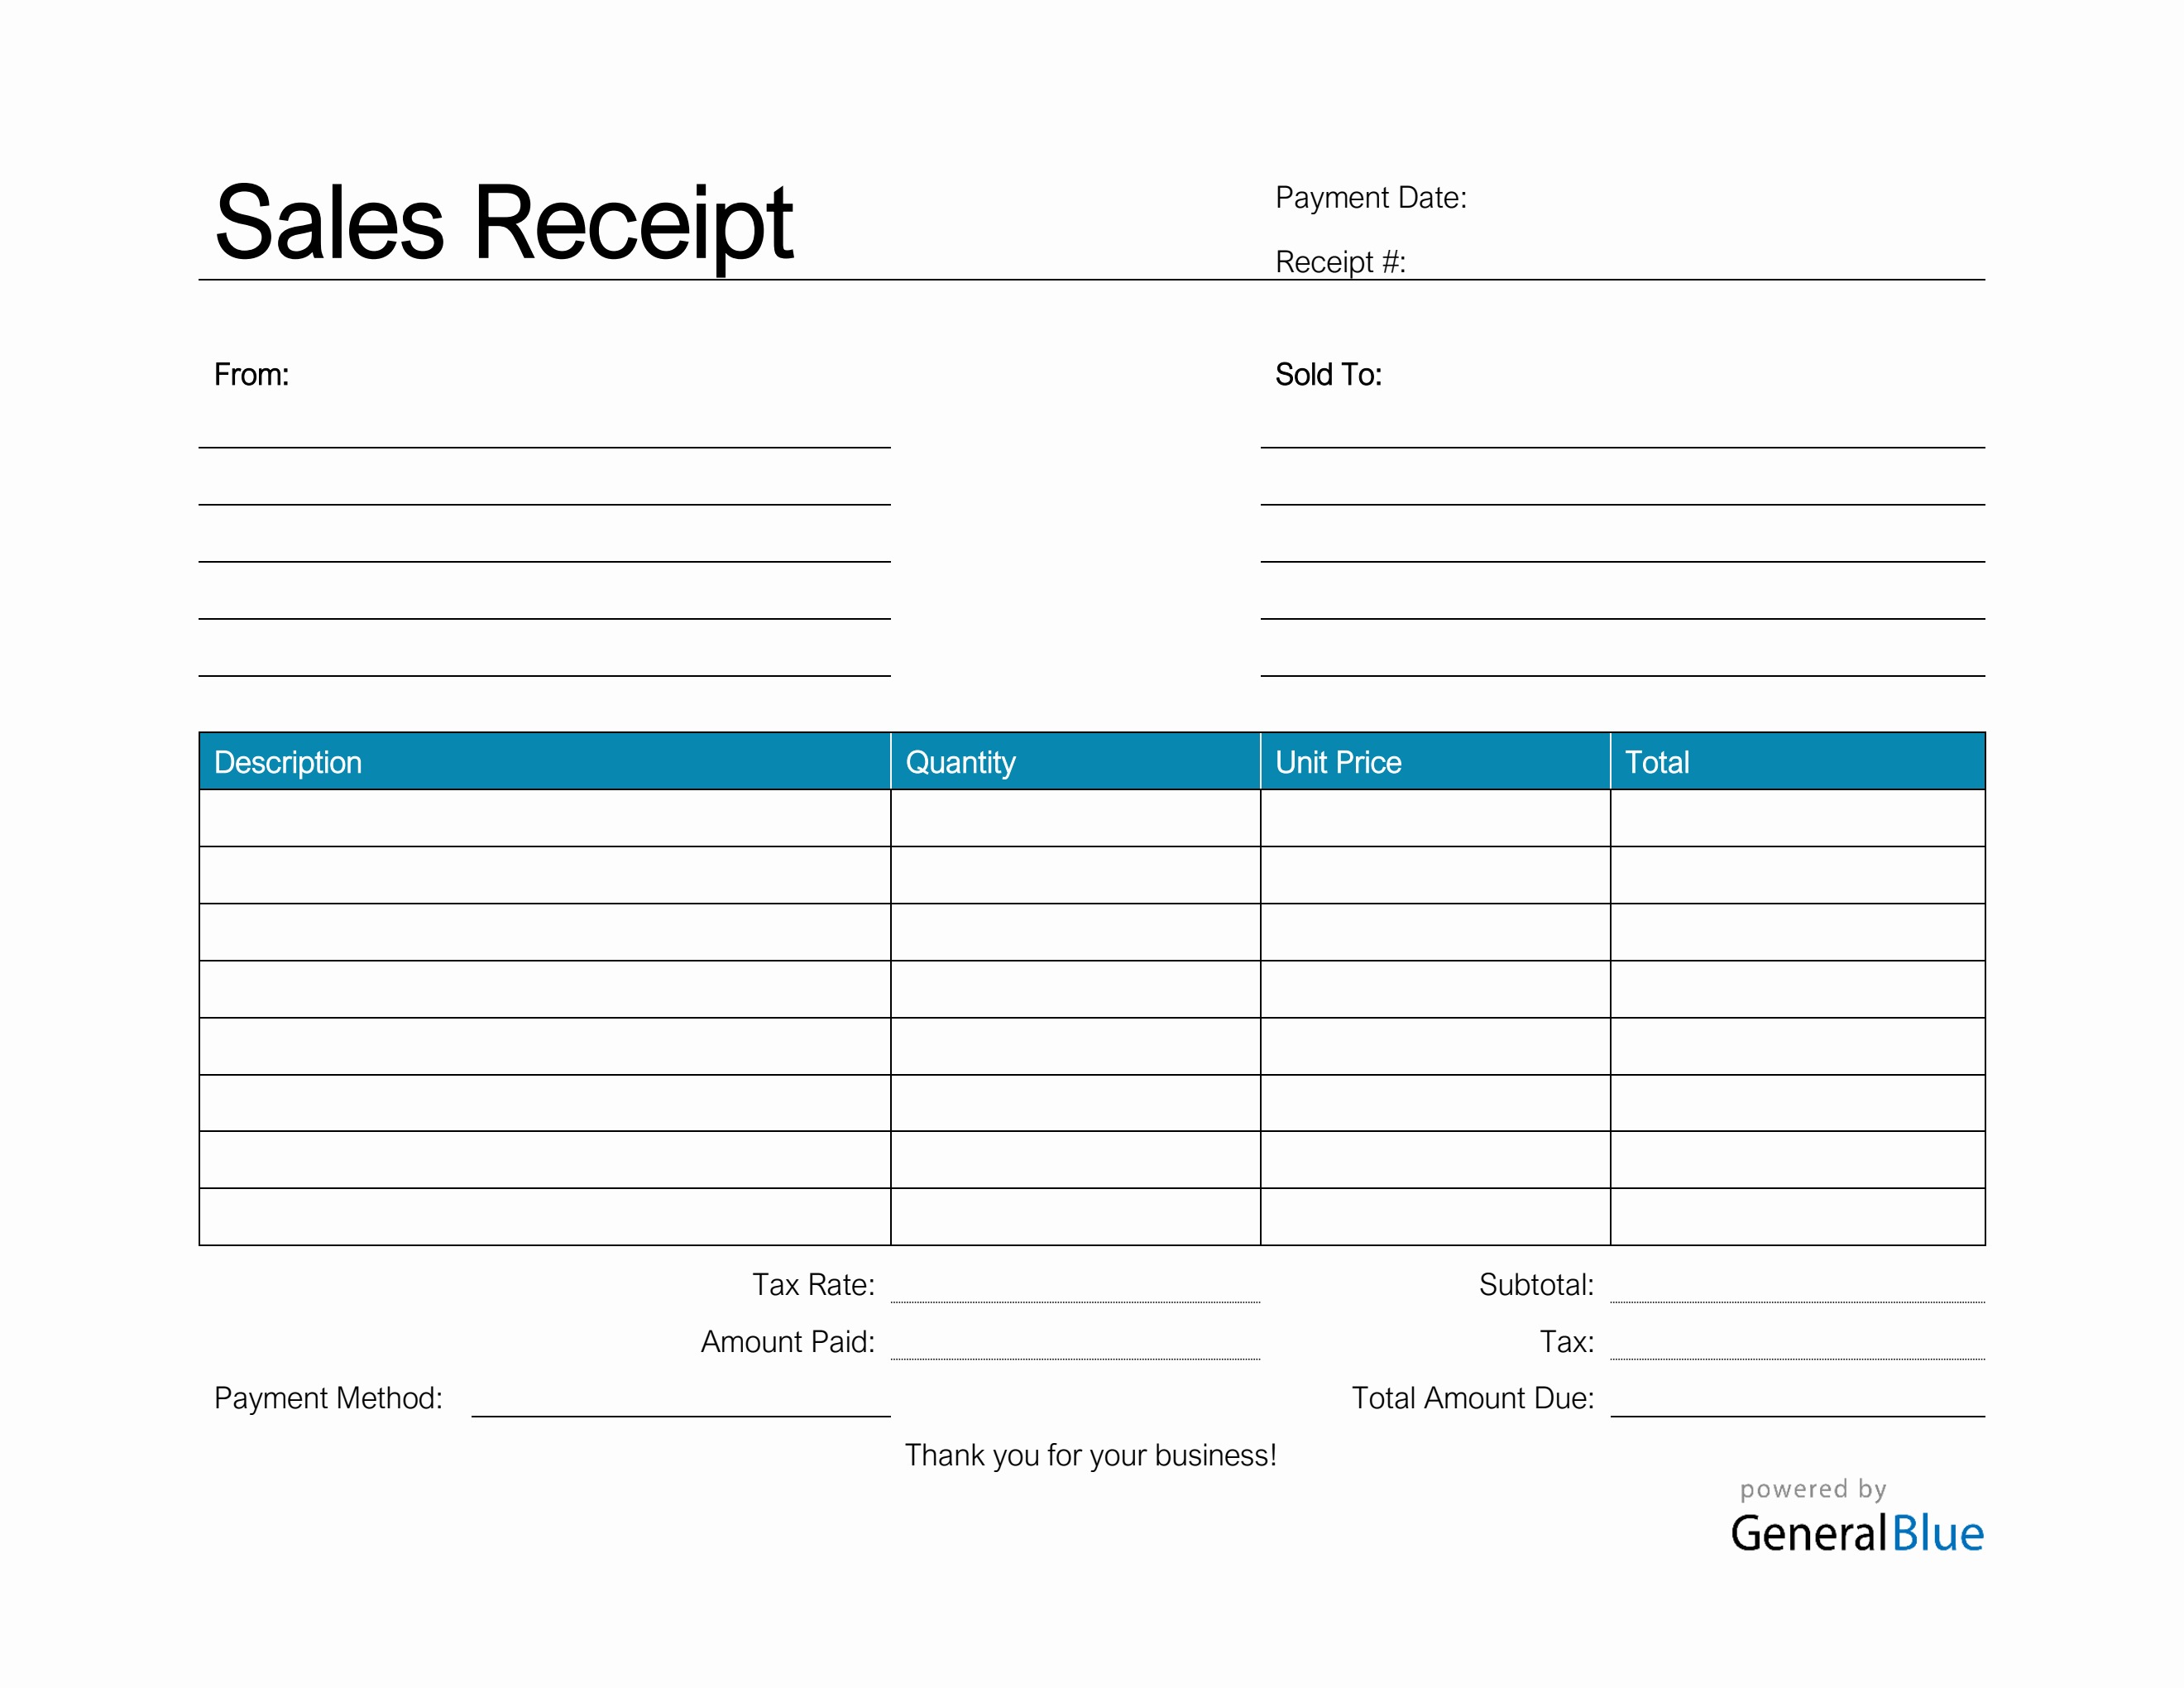 Sales Receipt
Payment Date:
Receipt #:
From:
Sold To:
Description Quantity Unit Price Total
Tax Rate: Subtotal:
Amount Paid: Tax:
Payment Method: Total Amount Due:
Thank you for your business!
powered by
GeneralBlue